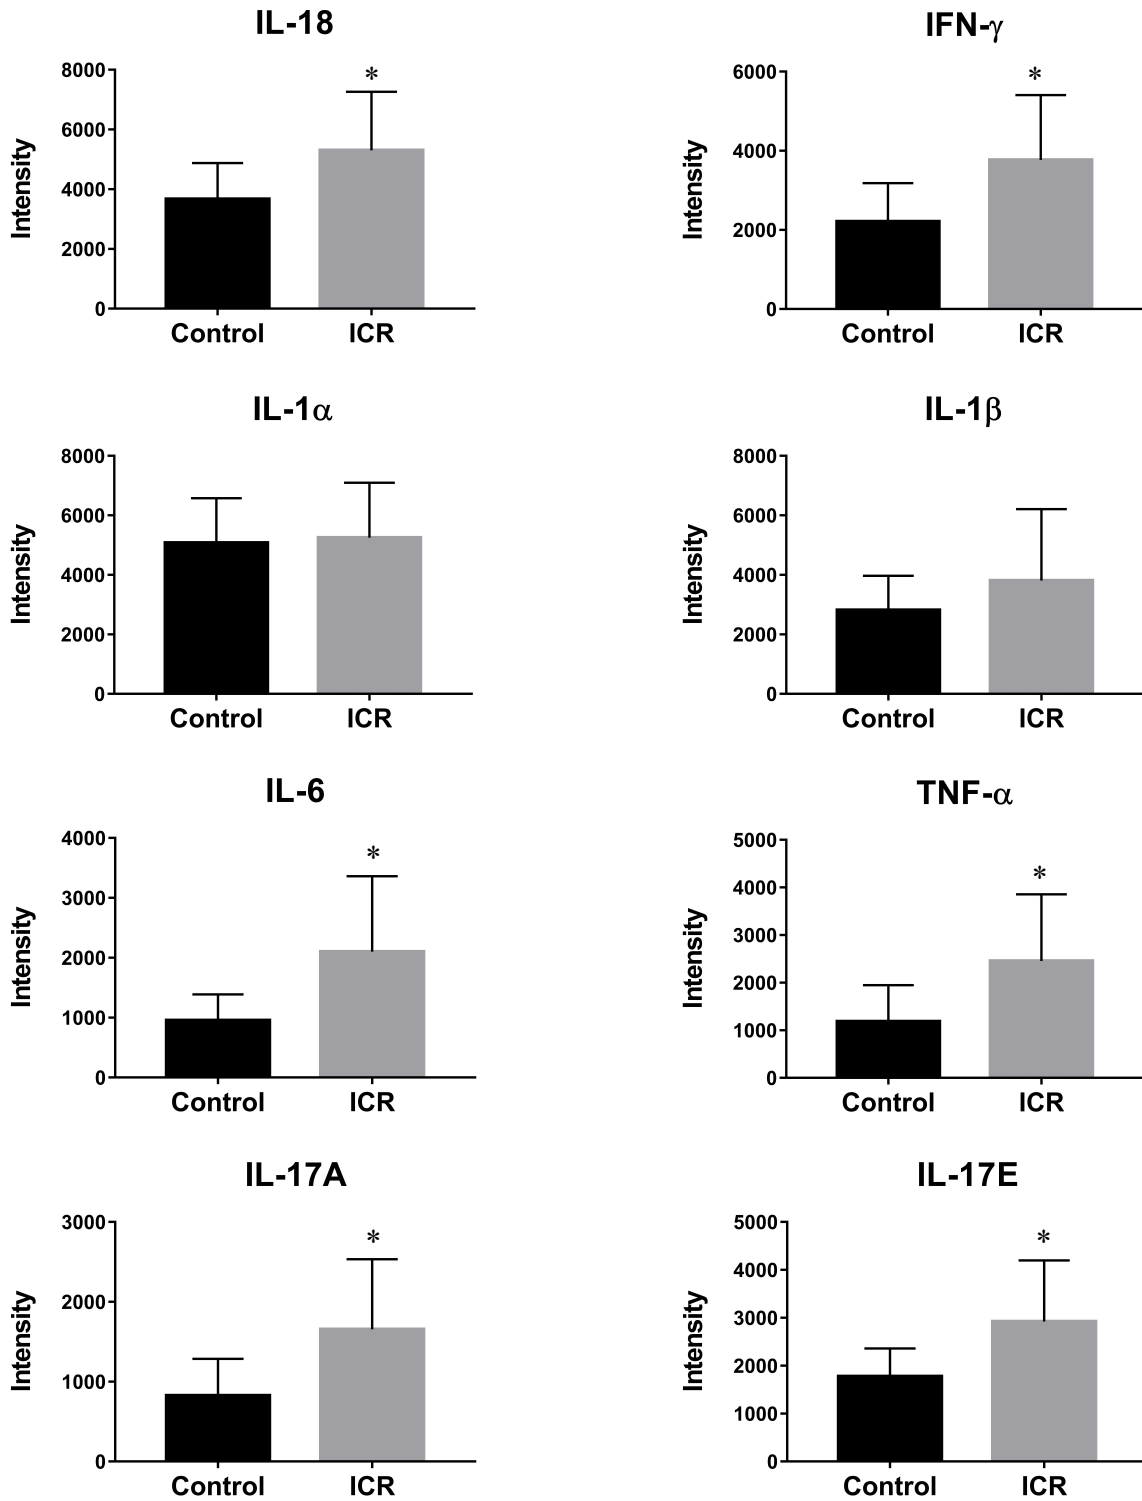 IL-18
*
8000
6000
4000
2000
0
Intensity
Control ICR
IFN-γ
*
6000
4000
2000
0
Intensity
Control ICR
IL-1α
8000
6000
4000
2000
0
Intensity
Control ICR
IL-1β
8000
6000
4000
2000
0
Intensity
Control ICR
IL-6
*
4000
3000
2000
1000
0
Intensity
Control ICR
TNF-α
*
5000
4000
3000
2000
1000
0
Intensity
Control ICR
IL-17A
*
3000
2000
1000
0
Intensity
Control ICR
IL-17E
*
5000
4000
3000
2000
1000
0
Intensity
Control ICR